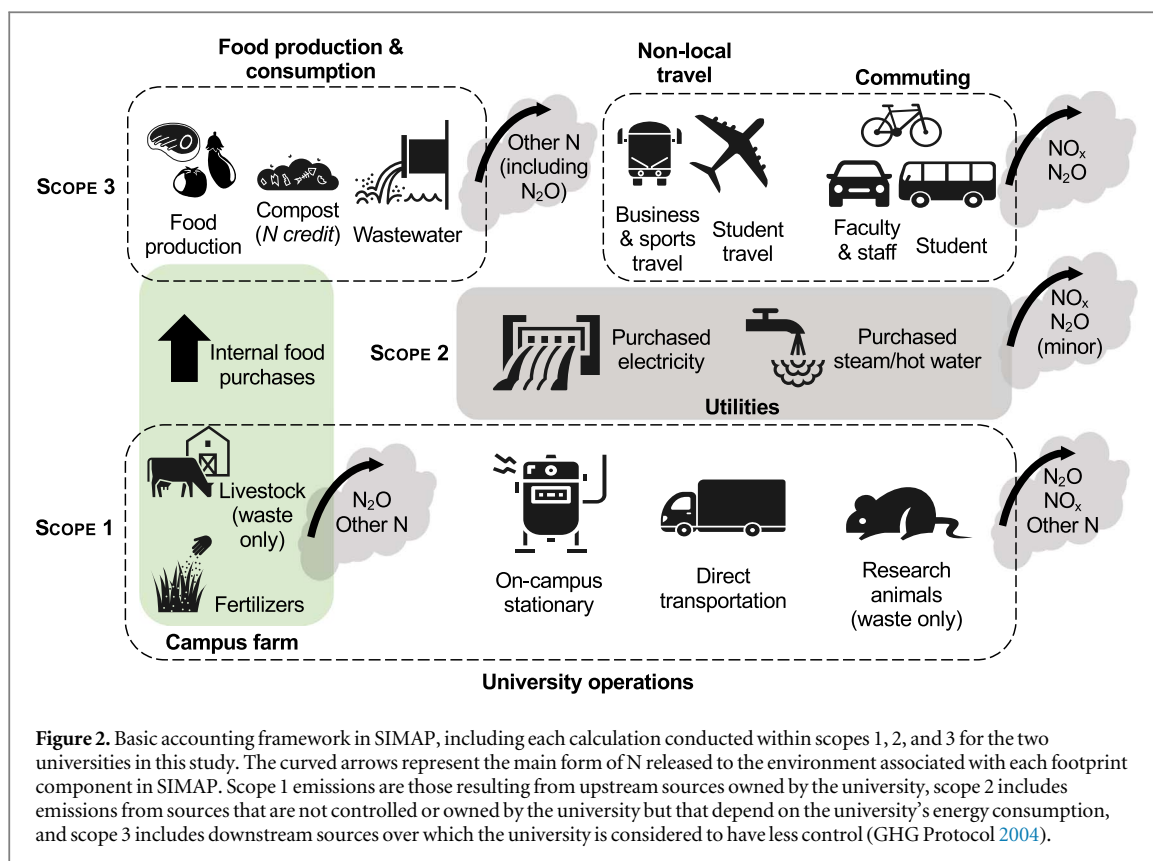 Food production &
consumption
Non-local
travel
Commuting
SCOPE 3
Food
production
Compost
(N credit)
Wastewater
Other N
(including
N₂O)
Business
& sports
travel
Student
travel
Faculty
& staff
Student
NOₓ
N₂O
Internal food
purchases
SCOPE 2
Purchased
electricity
Purchased
steam/hot water
Utilities
NOₓ
N₂O
(minor)
SCOPE 1
Livestock
(waste
only)
Fertilizers
Campus farm
N₂O
Other N
On-campus
stationary
Direct
transportation
Research
animals
(waste only)
N₂O
NOₓ
Other N
University operations
Figure 2. Basic accounting framework in SIMAP, including each calculation conducted within scopes 1, 2, and 3 for the two
universities in this study. The curved arrows represent the main form of N released to the environment associated with each footprint
component in SIMAP. Scope 1 emissions are those resulting from upstream sources owned by the university, scope 2 includes
emissions from sources that are not controlled or owned by the university but that depend on the university's energy consumption,
and scope 3 includes downstream sources over which the university is considered to have less control (GHG Protocol 2004).